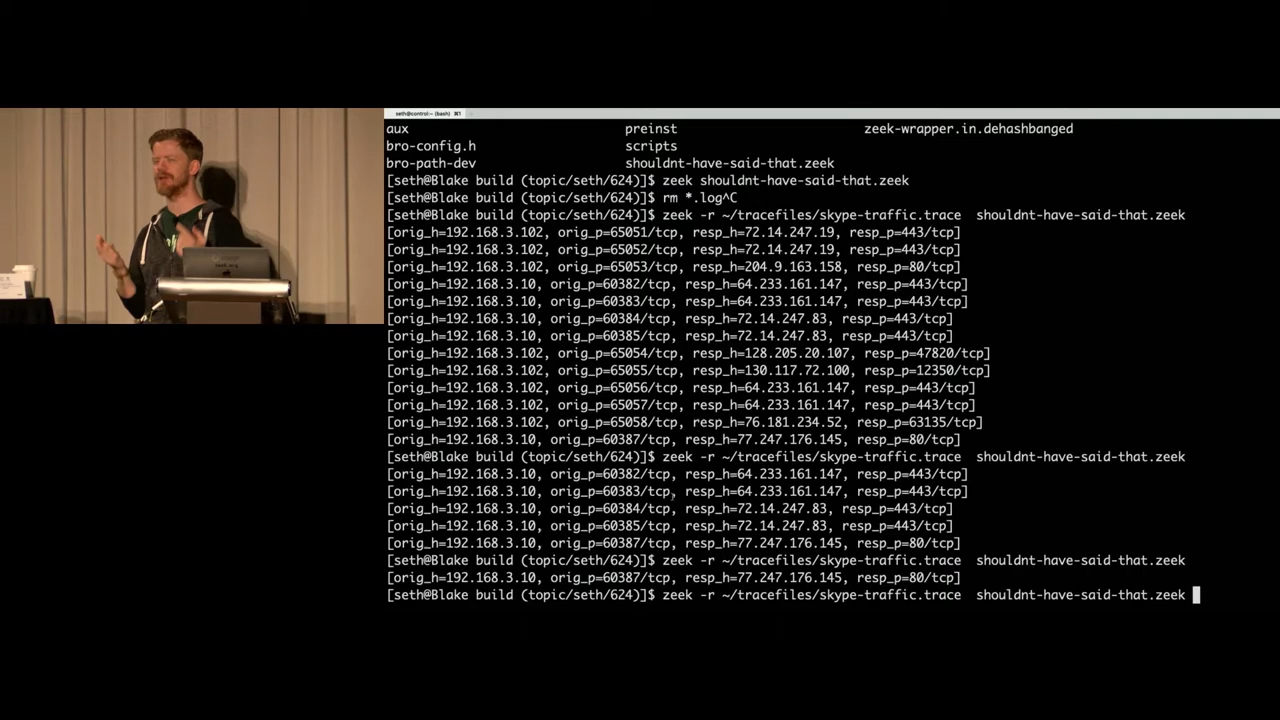 seth@control:~ (bash) ⌘1
aux preinst zeek-wrapper.in.dehashbanged
bro-config.h scripts
bro-path-dev shouldnt-have-said-that.zeek
[seth@Blake build (topic/seth/624)]$ zeek shouldnt-have-said-that.zeek
[seth@Blake build (topic/seth/624)]$ rm *.log^C
[seth@Blake build (topic/seth/624)]$ zeek -r ~/tracefiles/skype-traffic.trace  shouldnt-have-said-that.zeek
[orig_h=192.168.3.102, orig_p=65051/tcp, resp_h=72.14.247.19, resp_p=443/tcp]
[orig_h=192.168.3.102, orig_p=65052/tcp, resp_h=72.14.247.19, resp_p=443/tcp]
[orig_h=192.168.3.102, orig_p=65053/tcp, resp_h=204.9.163.158, resp_p=80/tcp]
[orig_h=192.168.3.10, orig_p=60382/tcp, resp_h=64.233.161.147, resp_p=443/tcp]
[orig_h=192.168.3.10, orig_p=60383/tcp, resp_h=64.233.161.147, resp_p=443/tcp]
[orig_h=192.168.3.10, orig_p=60384/tcp, resp_h=72.14.247.83, resp_p=443/tcp]
[orig_h=192.168.3.10, orig_p=60385/tcp, resp_h=72.14.247.83, resp_p=443/tcp]
[orig_h=192.168.3.102, orig_p=65054/tcp, resp_h=128.205.20.107, resp_p=47820/tcp]
[orig_h=192.168.3.102, orig_p=65055/tcp, resp_h=130.117.72.100, resp_p=12350/tcp]
[orig_h=192.168.3.102, orig_p=65056/tcp, resp_h=64.233.161.147, resp_p=443/tcp]
[orig_h=192.168.3.102, orig_p=65057/tcp, resp_h=64.233.161.147, resp_p=443/tcp]
[orig_h=192.168.3.102, orig_p=65058/tcp, resp_h=76.181.234.52, resp_p=63135/tcp]
[orig_h=192.168.3.10, orig_p=60387/tcp, resp_h=77.247.176.145, resp_p=80/tcp]
[seth@Blake build (topic/seth/624)]$ zeek -r ~/tracefiles/skype-traffic.trace  shouldnt-have-said-that.zeek
[orig_h=192.168.3.10, orig_p=60382/tcp, resp_h=64.233.161.147, resp_p=443/tcp]
[orig_h=192.168.3.10, orig_p=60383/tcp, resp_h=64.233.161.147, resp_p=443/tcp]
[orig_h=192.168.3.10, orig_p=60384/tcp, resp_h=72.14.247.83, resp_p=443/tcp]
[orig_h=192.168.3.10, orig_p=60385/tcp, resp_h=72.14.247.83, resp_p=443/tcp]
[orig_h=192.168.3.10, orig_p=60387/tcp, resp_h=77.247.176.145, resp_p=80/tcp]
[seth@Blake build (topic/seth/624)]$ zeek -r ~/tracefiles/skype-traffic.trace  shouldnt-have-said-that.zeek
[orig_h=192.168.3.10, orig_p=60387/tcp, resp_h=77.247.176.145, resp_p=80/tcp]
[seth@Blake build (topic/seth/624)]$ zeek -r ~/tracefiles/skype-traffic.trace  shouldnt-have-said-that.zeek